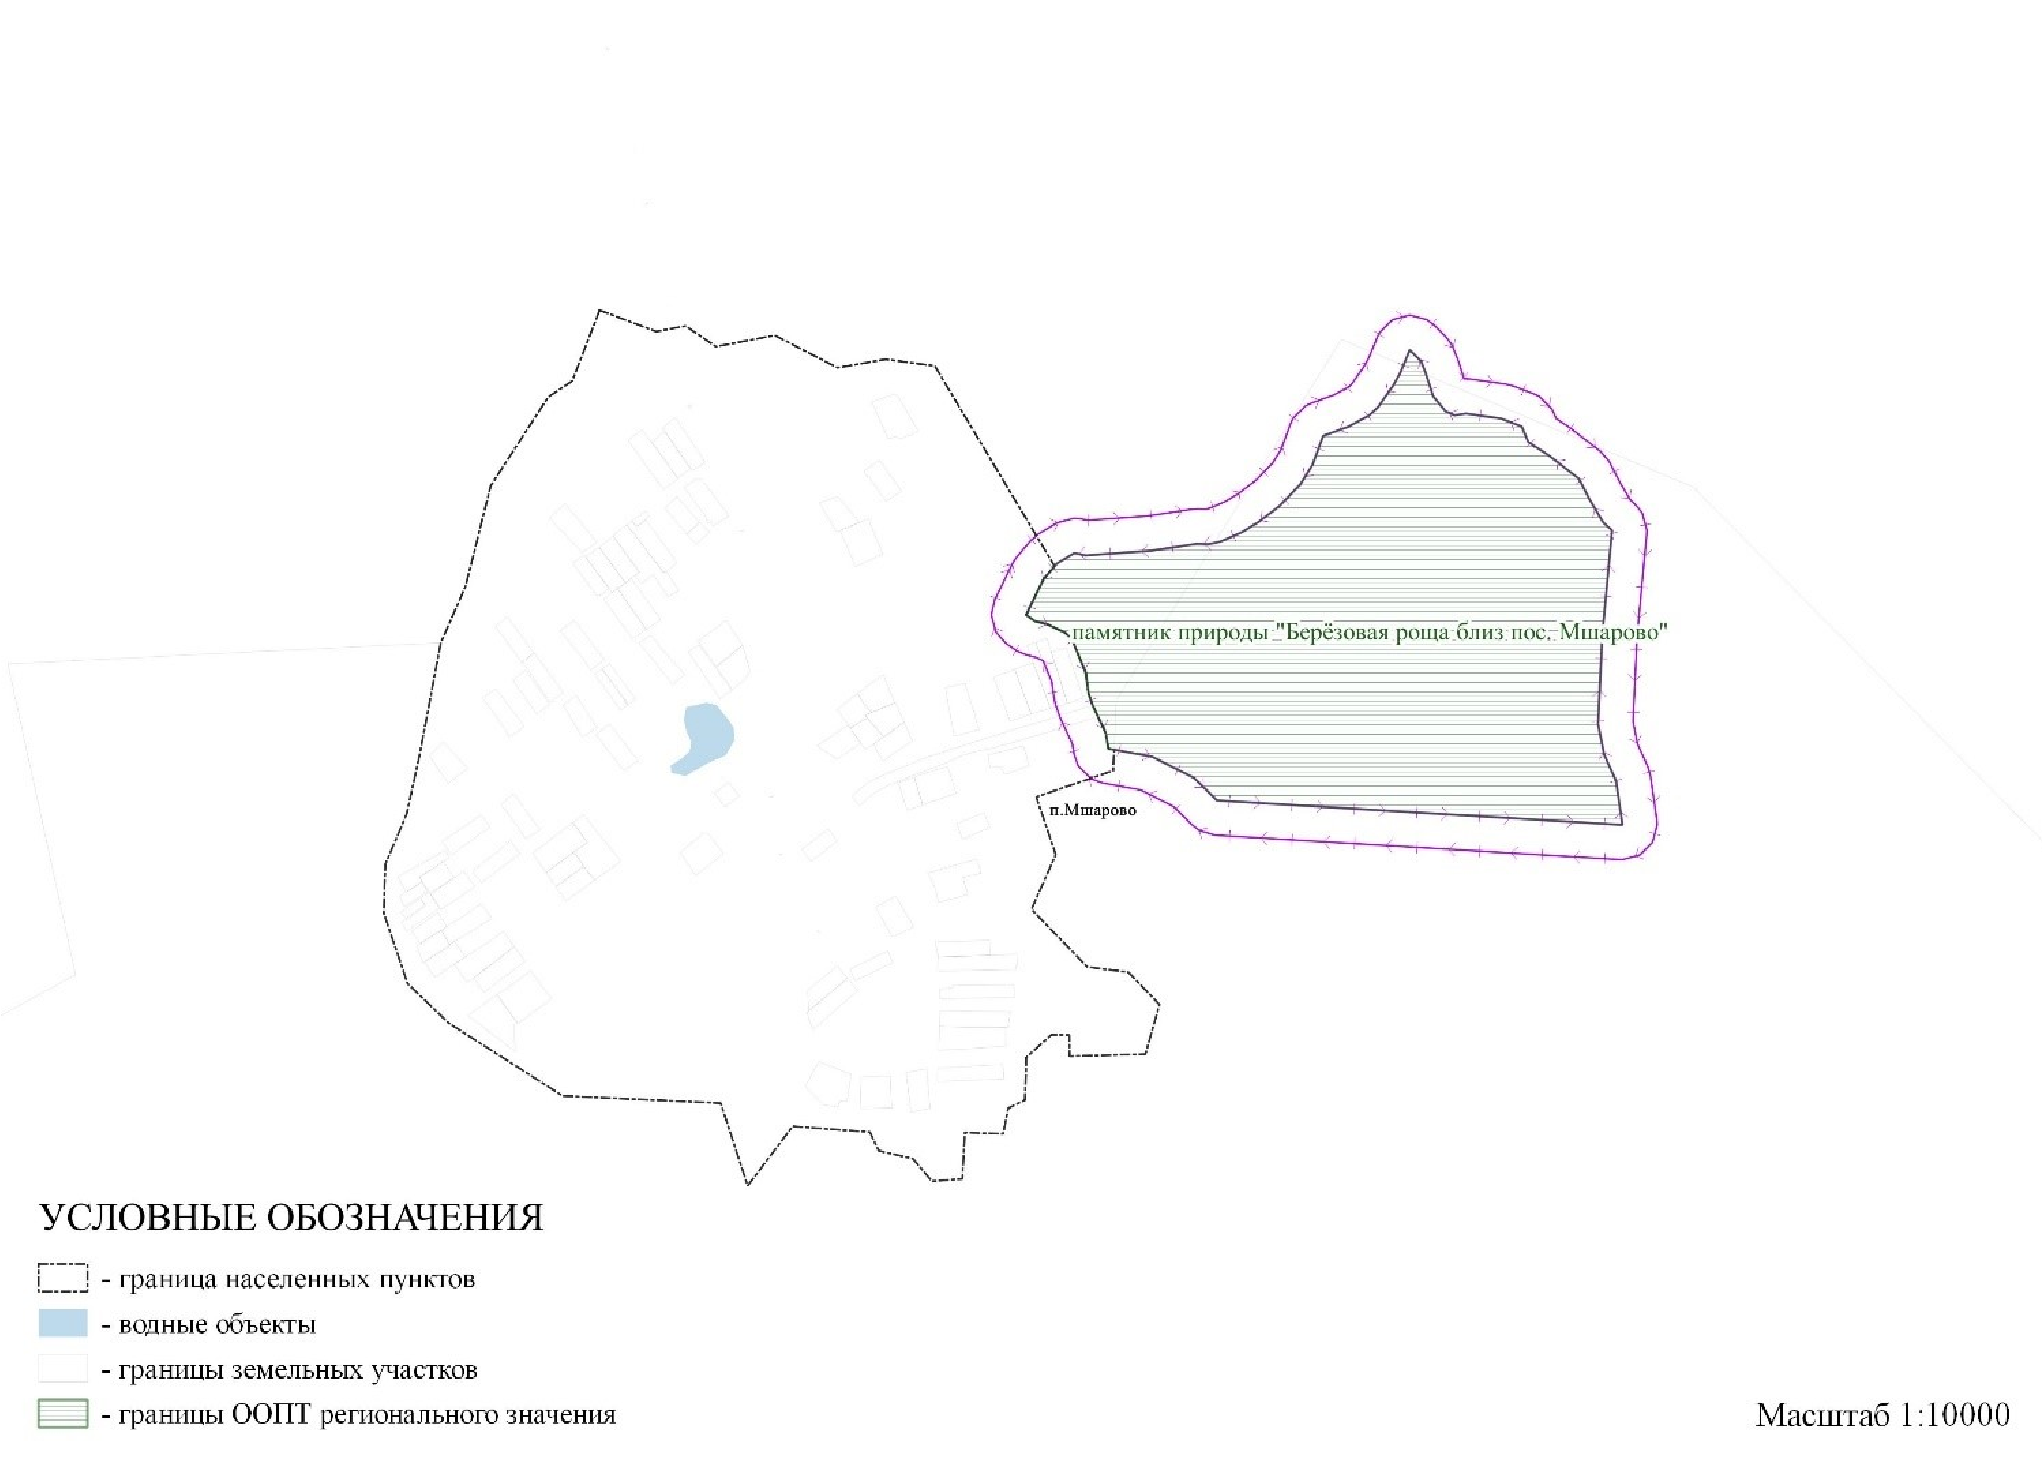 памятник природы "Берёзовая роща близ пос. Мшарово"
п.Мшарово
УСЛОВНЫЕ ОБОЗНАЧЕНИЯ
- граница населенных пунктов
- водные объекты
- границы земельных участков
- границы ООПТ регионального значения
Масштаб 1:10000